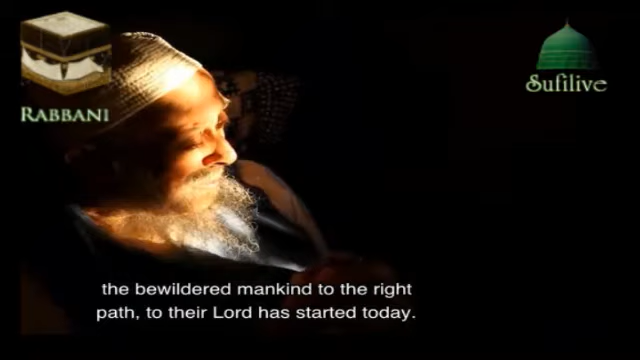 RABBANI
Sufilive
the bewildered mankind to the right
path, to their Lord has started today.